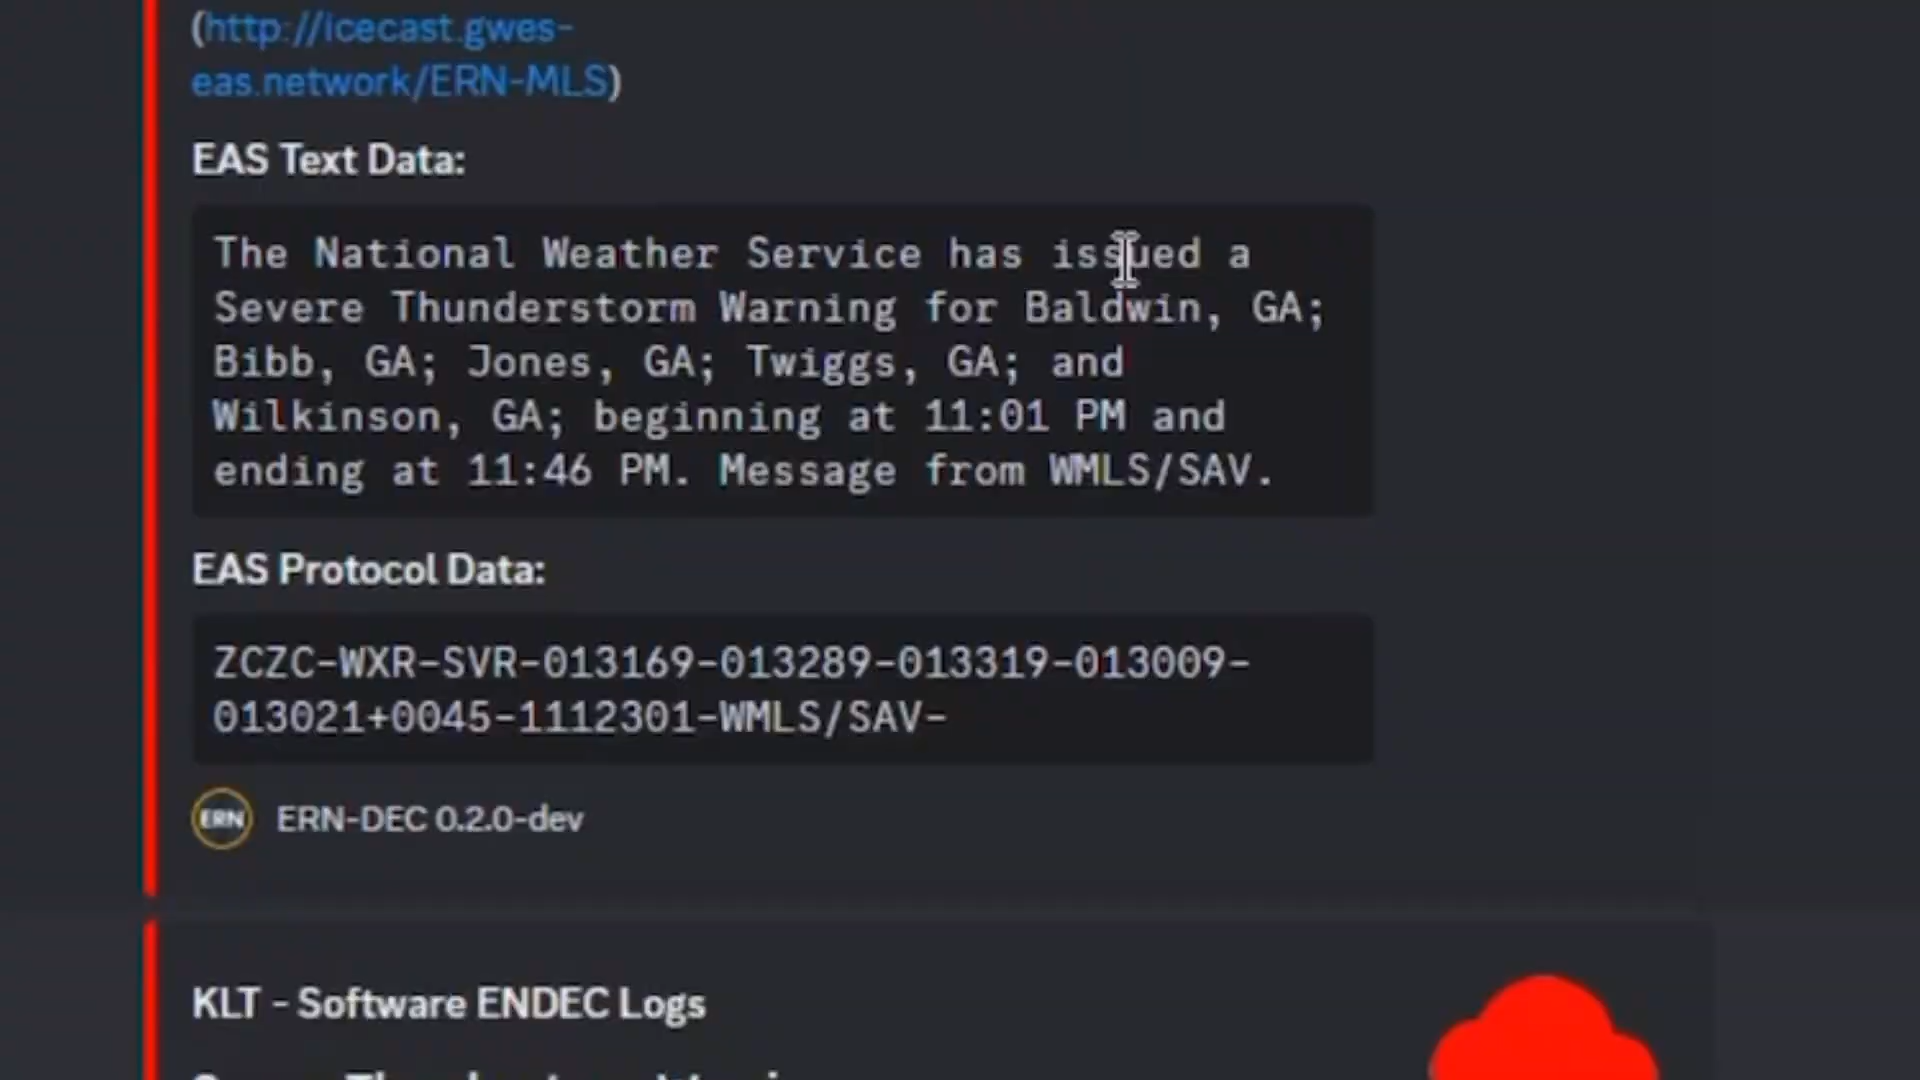 (http://icecast.gwes-
eas.network/ERN-MLS)
EAS Text Data:
The National Weather Service has issued a
Severe Thunderstorm Warning for Baldwin, GA;
Bibb, GA; Jones, GA; Twiggs, GA; and
Wilkinson, GA; beginning at 11:01 PM and
ending at 11:46 PM. Message from WMLS/SAV.
EAS Protocol Data:
ZCZC-WXR-SVR-013169-013289-013319-013009-
013021+0045-1112301-WMLS/SAV-
ERN ERN-DEC 0.2.0-dev
KLT - Software ENDEC Logs